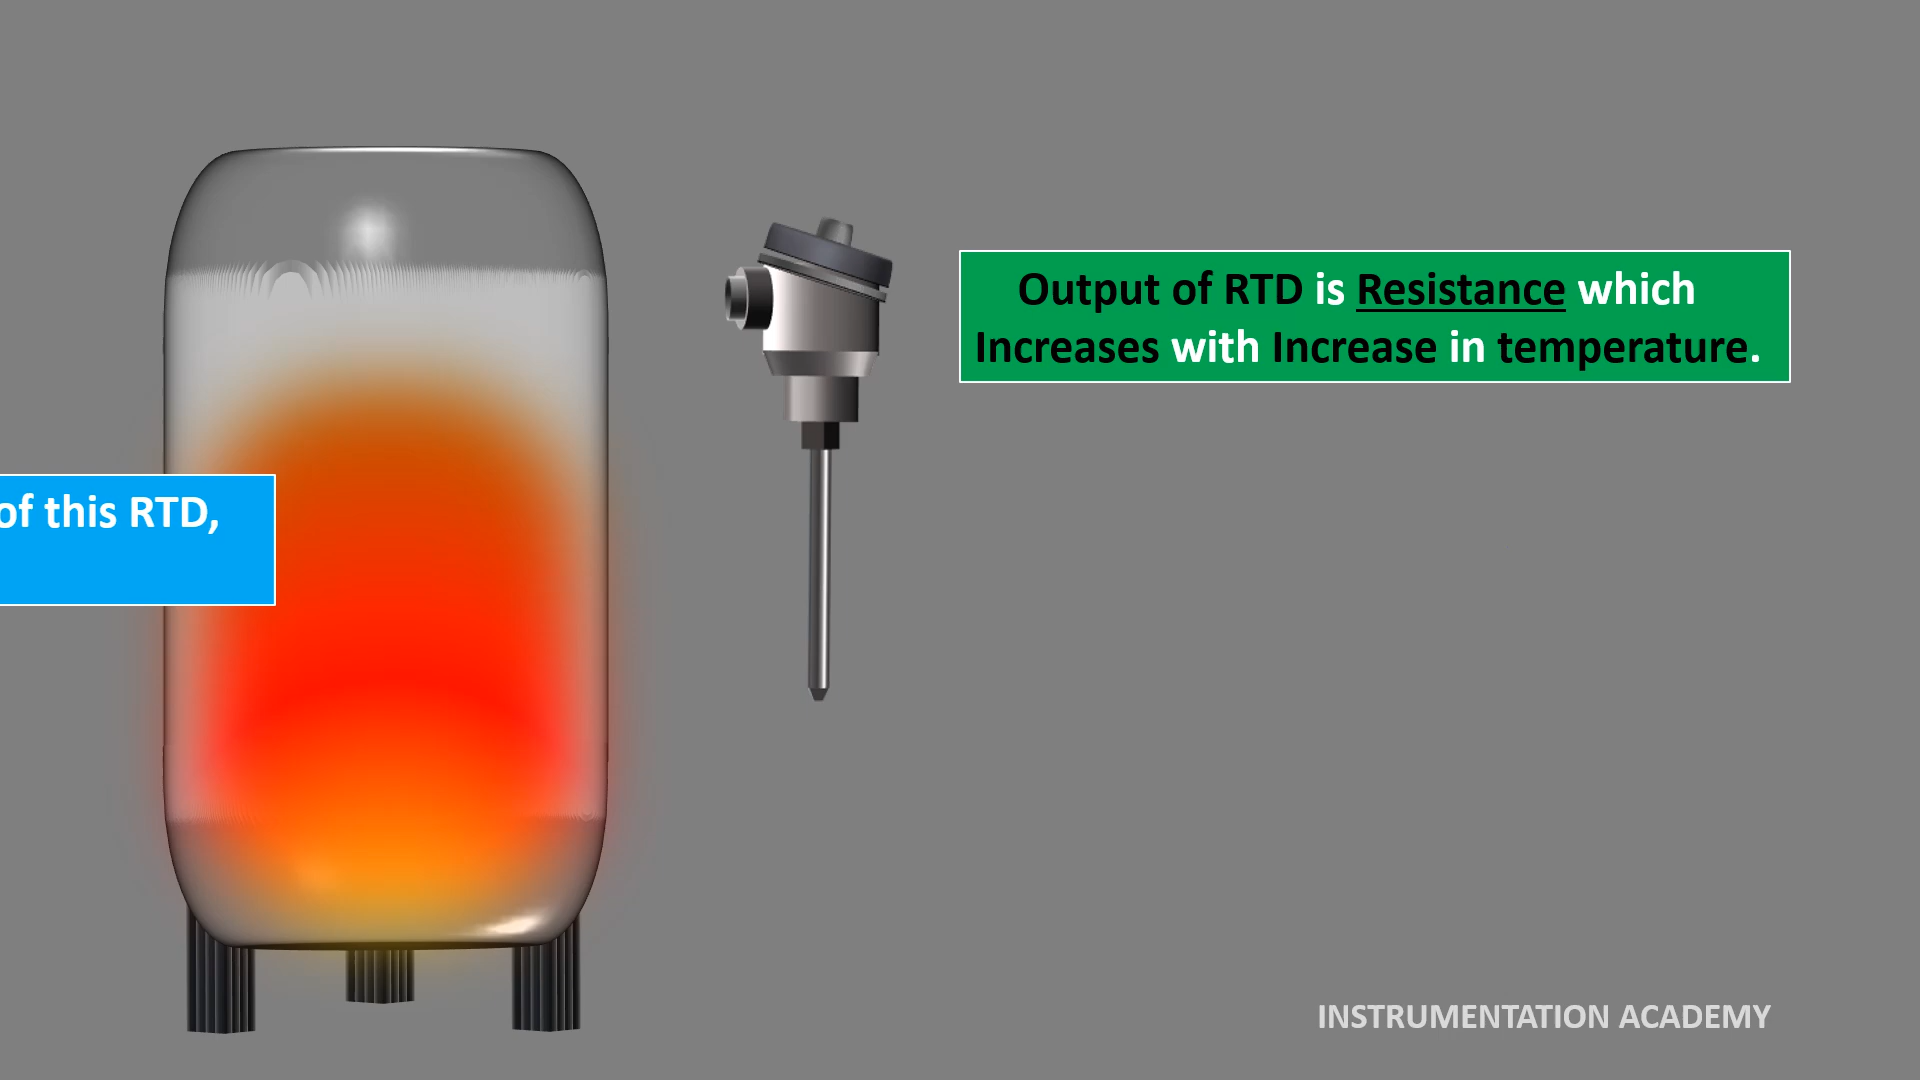 Output of RTD is Resistance which
Increases with Increase in temperature.
of this RTD,
INSTRUMENTATION ACADEMY